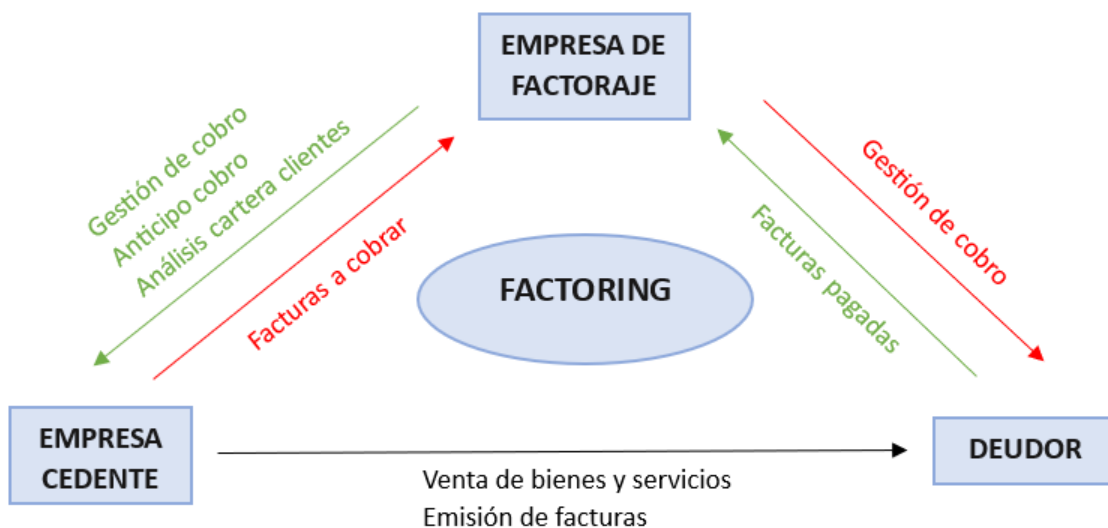 EMPRESA DE
FACTORAJE
Gestión de cobro
Anticipo cobro
Análisis cartera clientes
Facturas a cobrar
Gestión de cobro
Facturas pagadas
FACTORING
EMPRESA
CEDENTE
DEUDOR
Venta de bienes y servicios
Emisión de facturas